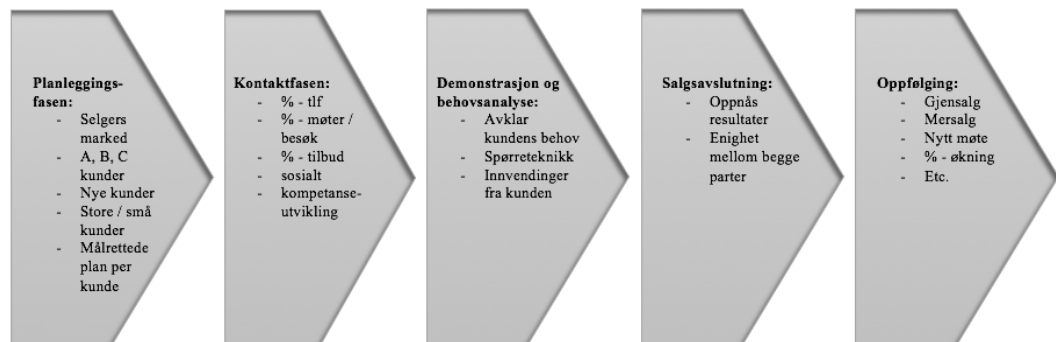 Planleggings-
fasen:
- Selgers
marked
- A, B, C
kunder
- Nye kunder
- Store / små
kunder
- Målrettede
plan per
kunde
Kontaktfasen:
- % - tlf
- % - møter /
besøk
- % - tilbud
- sosialt
- kompetanse-
utvikling
Demonstrasjon og
behovsanalyse:
- Avklar
kundens behov
- Spørreteknikk
- Innvendinger
fra kunden
Salgsavslutning:
- Oppnås
resultater
- Enighet
mellom begge
parter
Oppfølging:
- Gjensalg
- Mersalg
- Nytt møte
- % - økning
- Etc.